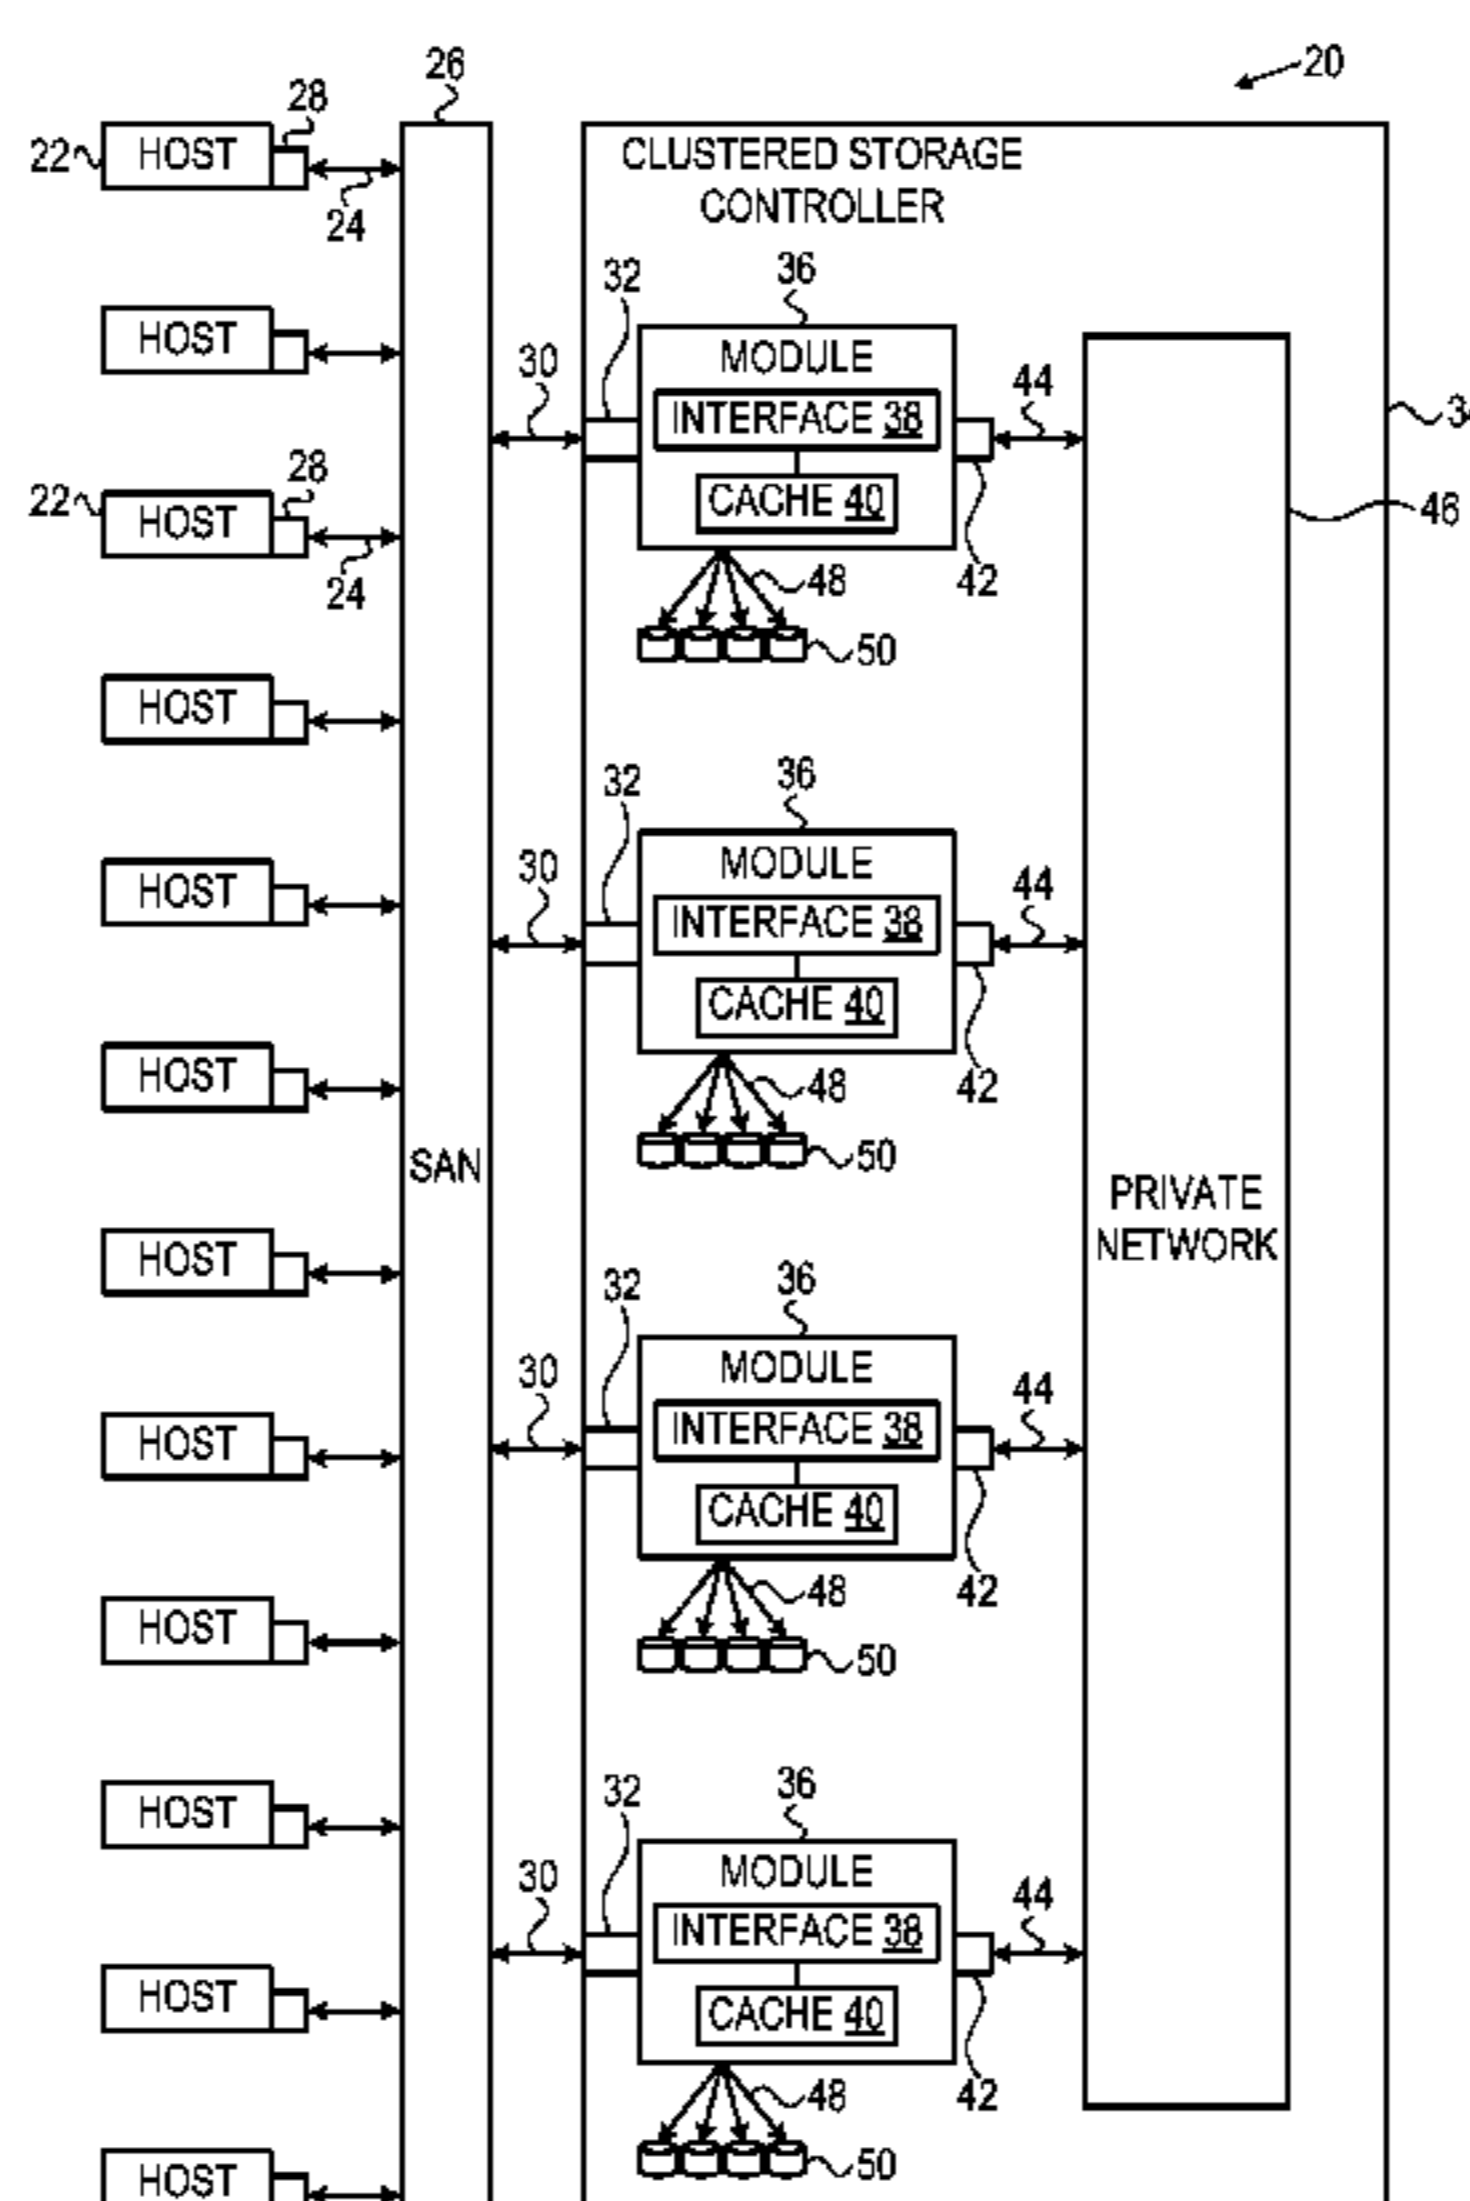 20
26
28
22 HOST
24
CLUSTERED STORAGE
CONTROLLER
32
36
HOST
30
MODULE
INTERFACE 38
44
22 HOST
28
24
CACHE 40
42
46
48
50
HOST
32
36
HOST
30
MODULE
INTERFACE 38
44
CACHE 40
42
HOST
48
50
SAN
PRIVATE
NETWORK
HOST
32
36
30
MODULE
INTERFACE 38
44
HOST
CACHE 40
42
48
HOST
50
HOST
32
36
30
MODULE
INTERFACE 38
44
HOST
CACHE 40
42
48
HOST
50